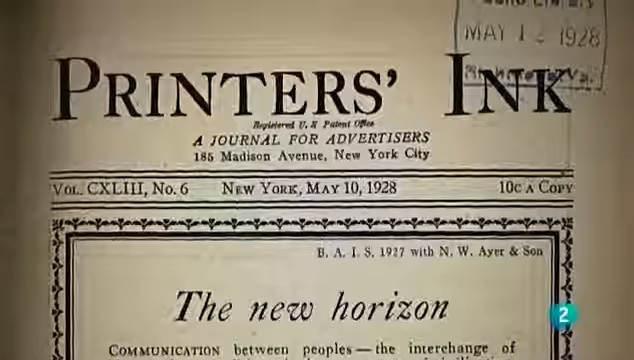 MAY 1 1928
PRINTERS' INK
Registered U. S. Patent Office
A JOURNAL FOR ADVERTISERS
185 Madison Avenue, New York City
VOL. CXLIII, No. 6 NEW YORK, MAY 10, 1928 10c A COPY
B. A. I. S. 1927 with N. W. Ayer & Son
The new horizon
COMMUNICATION between peoples — the interchange of
2